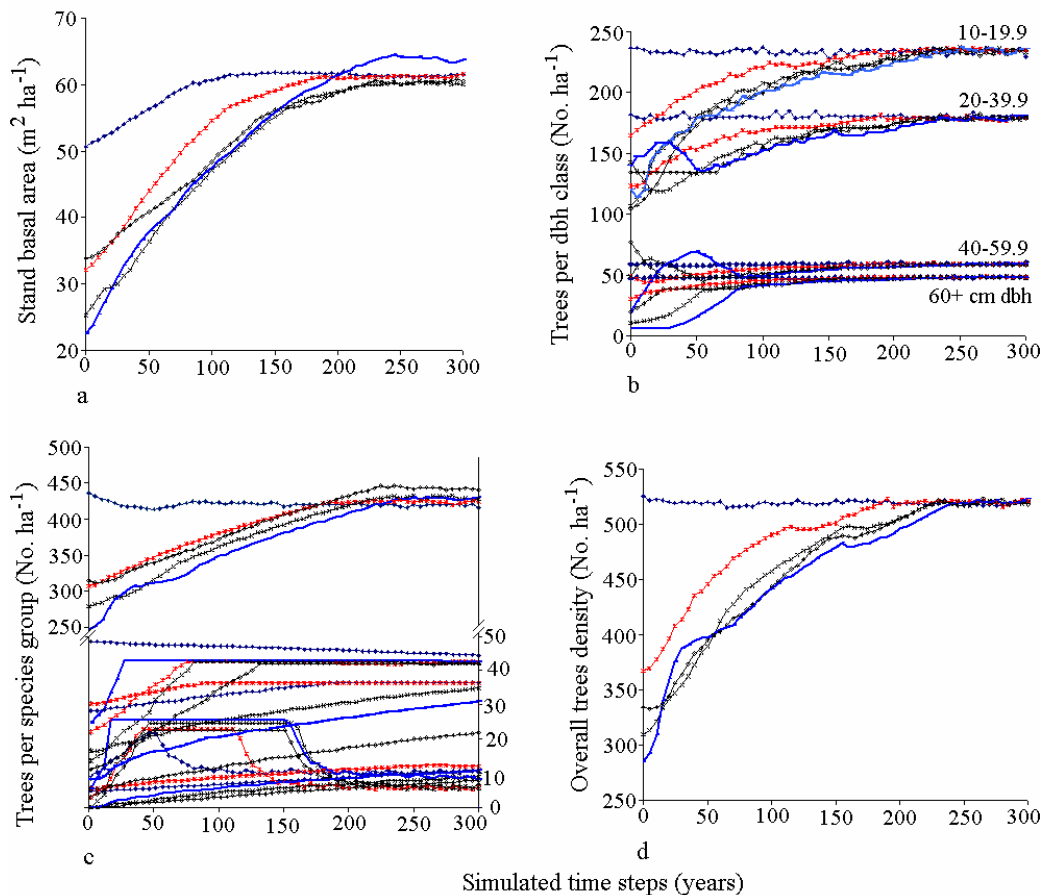 Stand basal area (m² ha⁻¹)
70
60
50
40
30
20
0 50 100 150 200 250 300
a
Trees per dbh class (No. ha⁻¹)
250
200
150
100
50
0
10-19.9
20-39.9
40-59.9
60+ cm dbh
0 50 100 150 200 250 300
b
Trees per species group (No. ha⁻¹)
500
450
400
350
300
250
50
40
30
20
10
0
0 50 100 150 200 250 300
c
Overall trees density (No. ha⁻¹)
550
500
450
400
350
300
250
0 50 100 150 200 250 300
d
Simulated time steps (years)